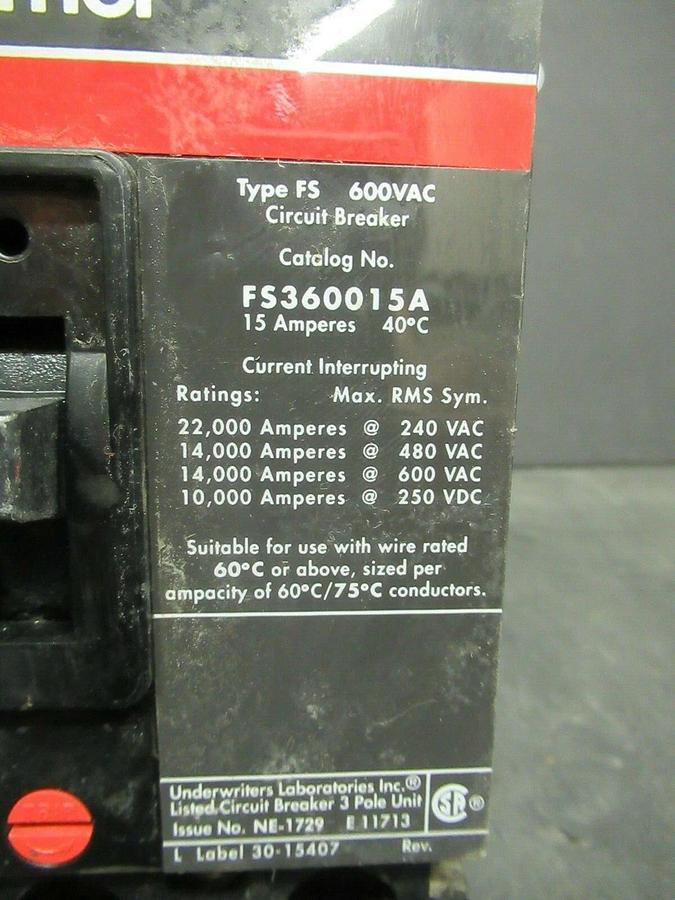 Type FS 600VAC
Circuit Breaker
Catalog No.
FS360015A
15 Amperes 40°C
Current Interrupting
Ratings: Max. RMS Sym.
22,000 Amperes @ 240 VAC
14,000 Amperes @ 480 VAC
14,000 Amperes @ 600 VAC
10,000 Amperes @ 250 VDC
Suitable for use with wire rated
60°C or above, sized per
ampacity of 60°C/75°C conductors.
Underwriters Laboratories Inc.®
Listed Circuit Breaker 3 Pole Unit
Issue No. NE-1729 E 11713
SA ®
L Label 30-15407 Rev.